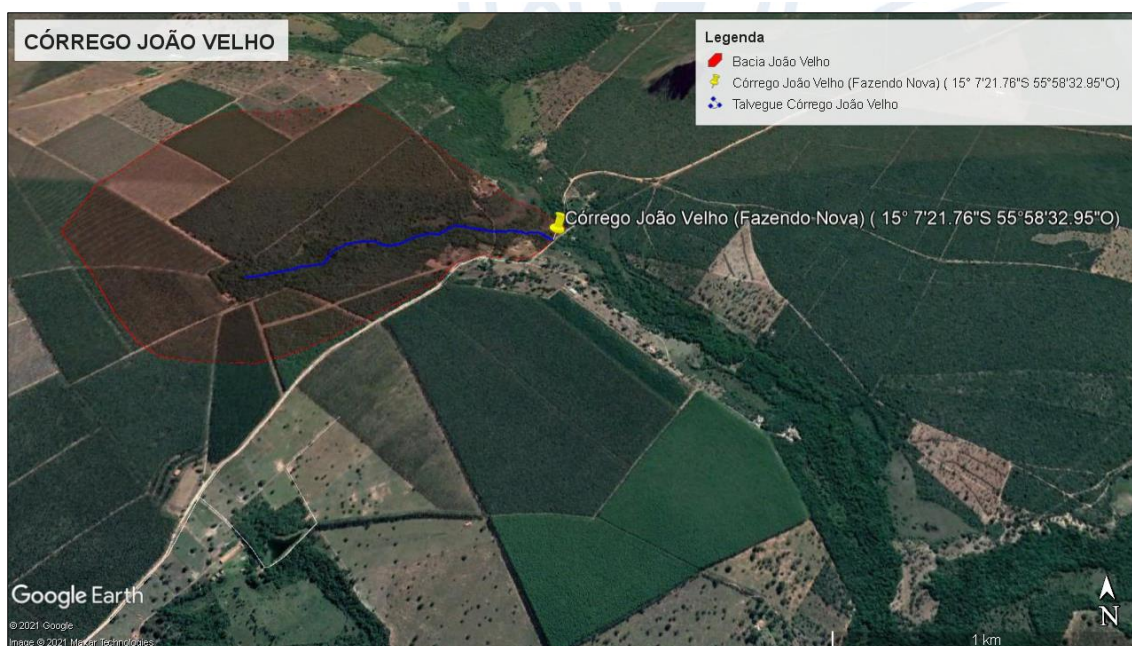 CÓRREGO JOÃO VELHO
Legenda
Bacia João Velho
Córrego João Velho (Fazendo Nova) ( 15° 7'21.76"S 55°58'32.95"O)
Talvegue Córrego João Velho
Córrego João Velho (Fazendo Nova) ( 15° 7'21.76"S 55°58'32.95"O)
Google Earth
© 2021 Google
Image © 2021 Maxar Technologies
N
1 km